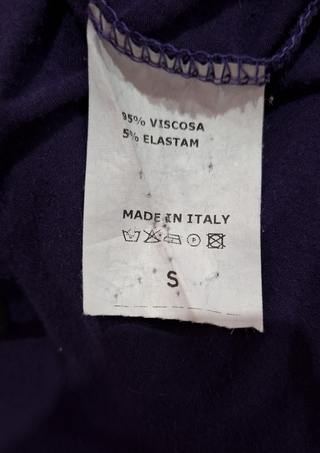 95% VISCOSA
5% ELASTAM
MADE IN ITALY
P
S